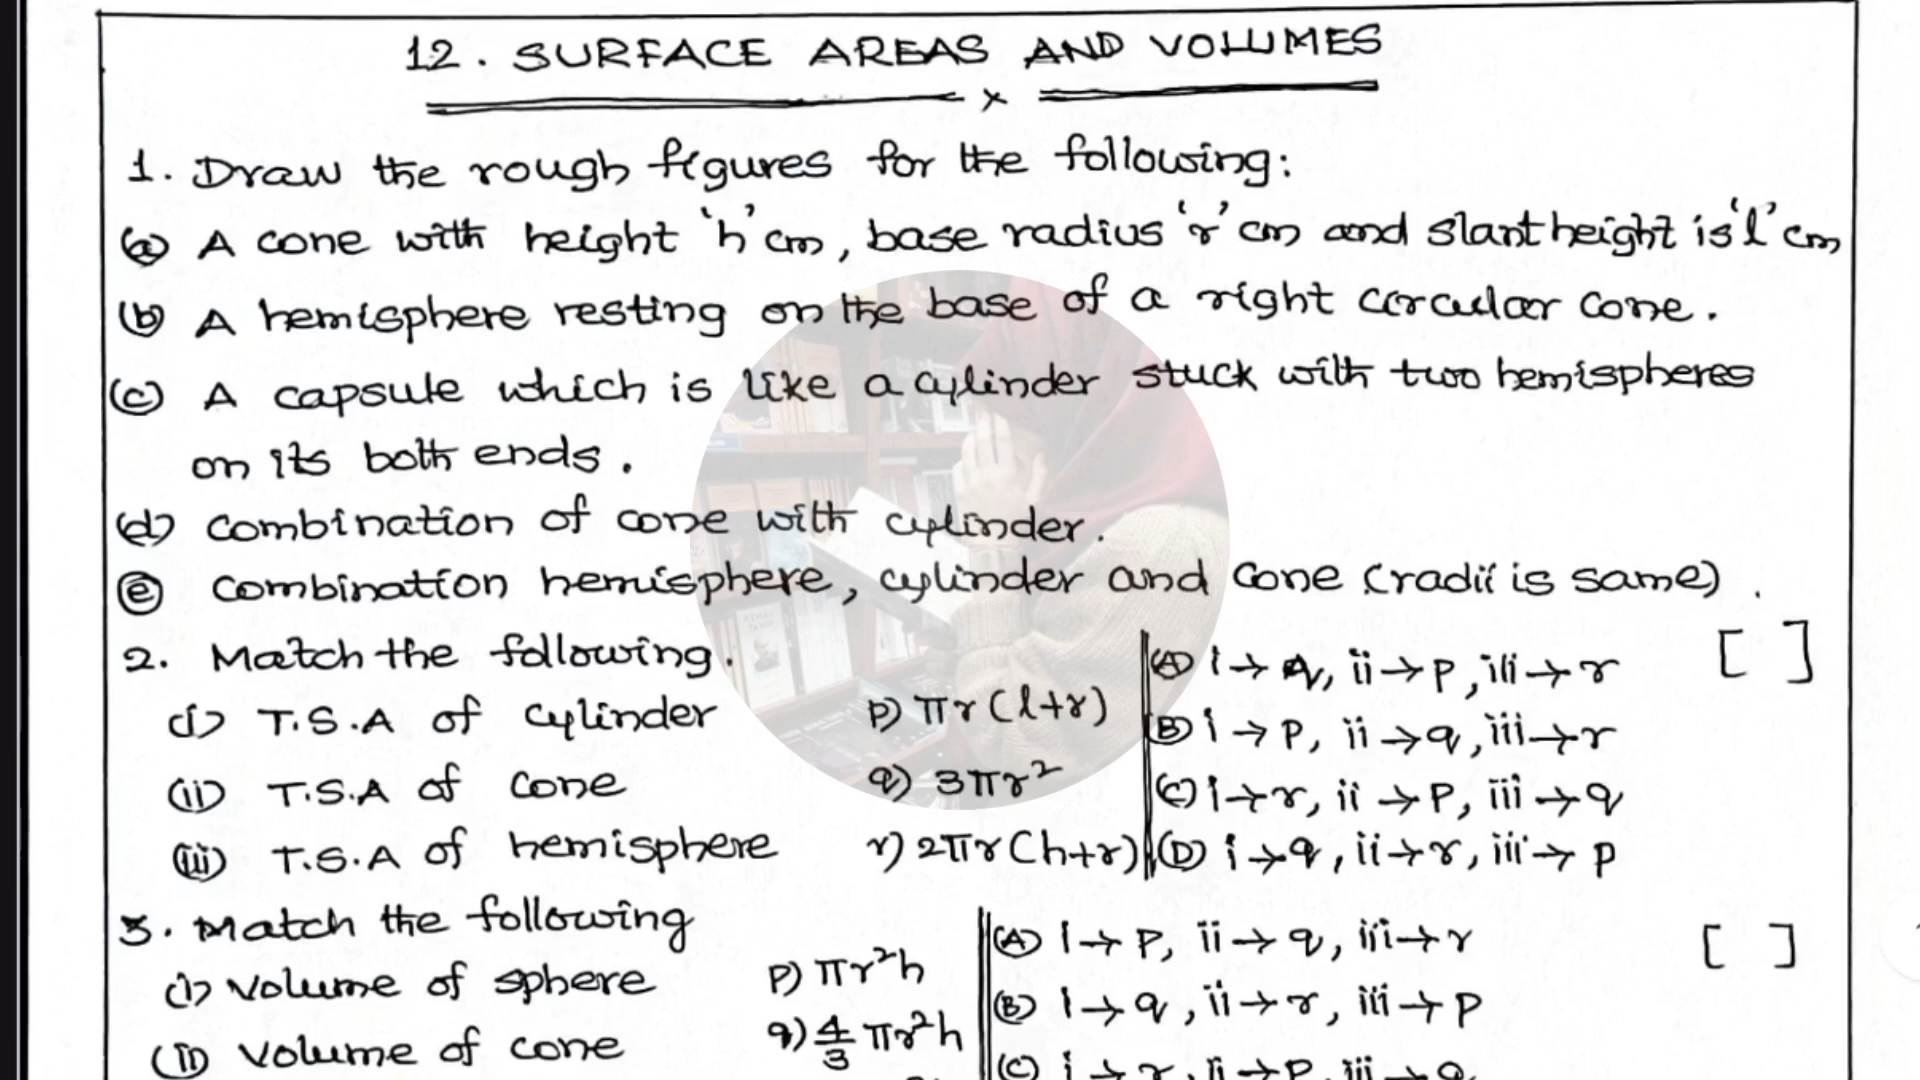 12. SURFACE AREAS AND VOLUMES
x
1. Draw the rough figures for the following:
(a) A cone with height 'h' cm, base radius 'r' cm and slant height is 'l' cm
(b) A hemisphere resting on the base of a right circular cone.
(c) A capsule which is like a cylinder stuck with two hemispheres
on its both ends.
(d) combination of cone with cylinder.
(e) combination hemisphere, cylinder and cone (radii is same).
2. Match the following. [ ]
(i) T.S.A of cylinder p) πr(l+r) (A) i→q, ii→p, iii→r
(ii) T.S.A of cone q) 3πr² (B) i→p, ii→q, iii→r
(iii) T.S.A of hemisphere r) 2πr(h+r) (C) i→r, ii→p, iii→q
(D) i→q, ii→r, iii→p
3. Match the following [ ]
(i) Volume of sphere p) πr²h (A) i→p, ii→q, iii→r
(ii) Volume of cone q) 4/3 πr²h (B) i→q, ii→r, iii→p
(C) i→r, ii→p, iii→q